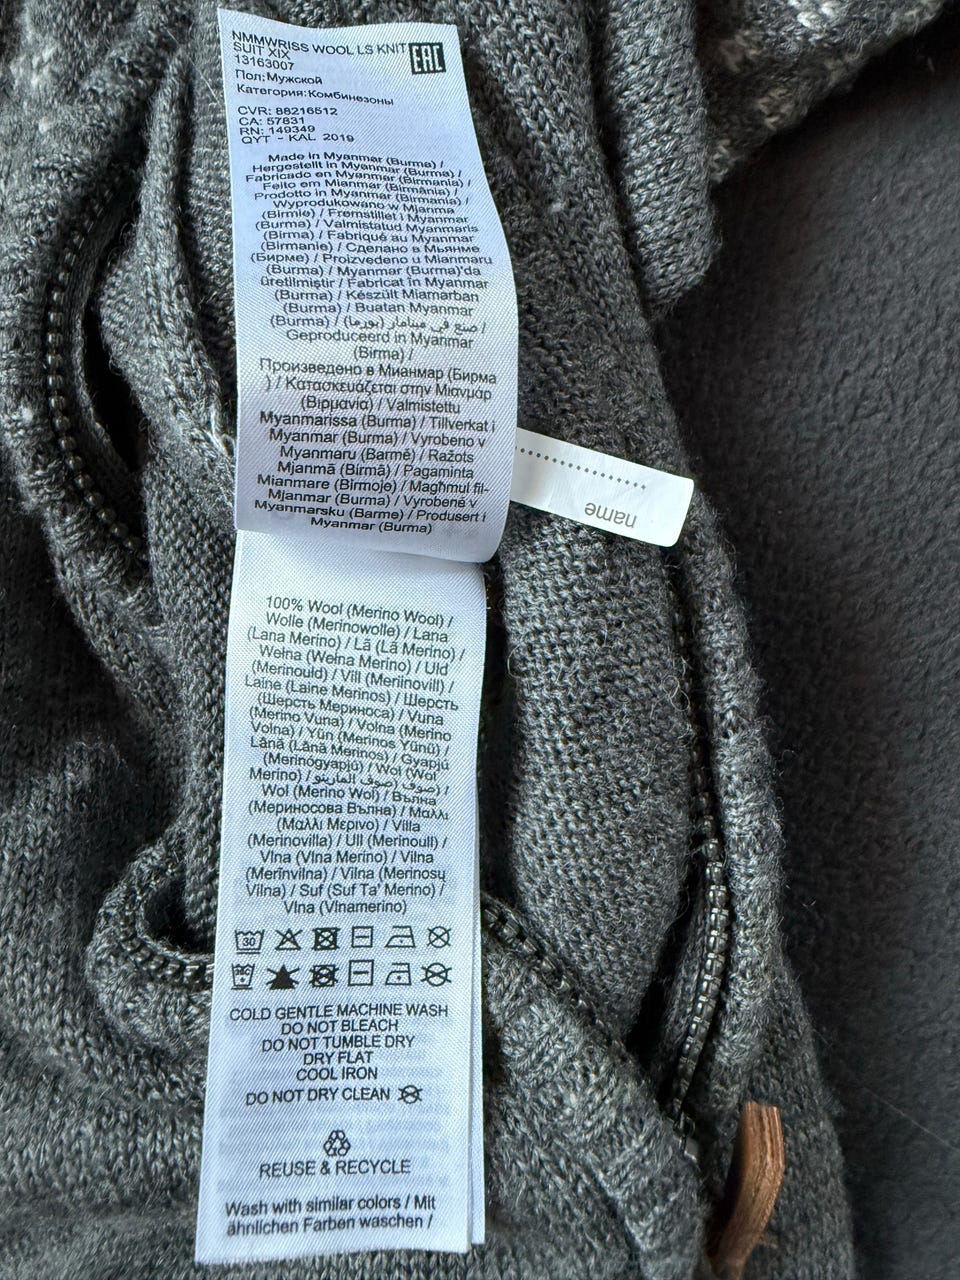 NMMWRISS WOOL LS KNIT
SUIT XIX
13163007
EAC
Пол:Мужской
Категория:Комбинезоны
CVR: 88216512
CA: 57831
RN: 149349
QYT - KAL 2019
Made in Myanmar (Burma) /
Hergestellt in Myanmar (Burma) /
Fabricado en Myanmar (Birmania) /
Feito em Mianmar (Birmânia) /
Prodotto in Myanmar (Birmania) /
Wyprodukowano w Mjanma
(Birmie) / Fremstillet i Myanmar
(Burma) / Valmistatud Myanmaris
(Birma) / Fabriqué au Myanmar
(Birmanie) / Сделано в Мьянме
(Бирме) / Proizvedeno u Mianmaru
(Burma) / Myanmar (Burma)'da
üretilmiştir / Fabricat în Myanmar
(Burma) / Készült Miamarban
(Burma) / Buatan Myanmar
(Burma) / صنع في ميانمار (بورما) /
Geproduceerd in Myanmar
(Birma) /
Произведено в Мианмар (Бирма
) / Κατασκευάζεται στην Μιανμάρ
(Βιρμανία) / Valmistettu
Myanmarissa (Burma) / Tillverkat i
Myanmar (Burma) / Vyrobeno v
Myanmaru (Barmě) / Ražots
Mjanmā (Birmā) / Pagaminta
Mianmare (Birmoje) / Magħmul fil-
Mjanmar (Burma) / Vyrobené v
Myanmarsku (Barme) / Produsert i
Myanmar (Burma)
name
100% Wool (Merino Wool) /
Wolle (Merinowolle) / Lana
(Lana Merino) / Lã (Lã Merino) /
Wełna (Wełna Merino) / Uld
(Merinould) / Vill (Meriinovill) /
Laine (Laine Merinos) / Шерсть
(Шерсть Мериноса) / Vuna
(Merino Vuna) / Volna (Merino
Volna) / Yün (Merinos Yünü) /
Lână (Lână Merinos) / Gyapjú
(Merinógyapjú) / Wol (Wol
Merino) / صوف (صوف المارينو) /
Wol (Merino Wol) / Вълна
(Мериносова Вълна) / Μαλλι
(Μαλλι Μερινο) / Villa
(Merinovilla) / Ull (Merinoull) /
Vlna (Vlna Merino) / Vilna
(Merīnvilna) / Vilna (Merinosų
Vilna) / Suf (Suf Ta' Merino) /
Vlna (Vlnamerino)
30
COLD GENTLE MACHINE WASH
DO NOT BLEACH
DO NOT TUMBLE DRY
DRY FLAT
COOL IRON
DO NOT DRY CLEAN
REUSE & RECYCLE
Wash with similar colors / Mit
ähnlichen Farben waschen /